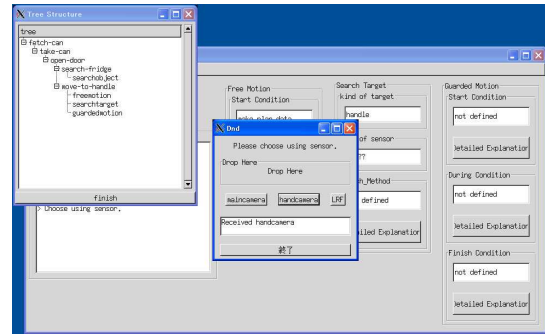 Tree Structure
tree
fetch-can
take-can
open-door
search-fridge
searchobject
move-to-handle
freemotion
searchtarget
guardedmotion
finish
> Choose using sensor.
Free Motion
Start Condition
make plan data
Search Target
kind of target
handle
of sensor
??
Method
defined
ailed Explanation
Guarded Motion
Start Condition
not defined
Detailed Explanation
During Condition
not defined
Detailed Explanation
Finish Condition
not defined
Detailed Explanation
Dnd
Please choose using sensor.
Drop Here
Drop Here
maincamera
handcamera
LRF
Received handcamera
終了